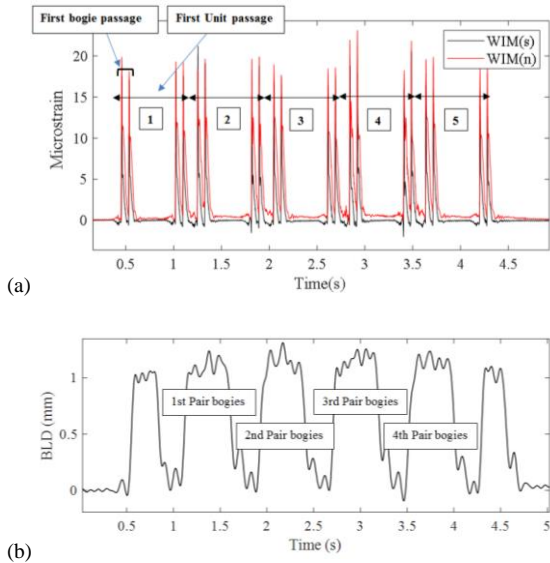 First bogie passage
First Unit passage
WIM(s)
WIM(n)
20
15
10
5
0
Microstrain
1
2
3
4
5
0.5 1 1.5 2 2.5 3 3.5 4 4.5
Time(s)
(a)
1
0.5
0
BLD (mm)
1st Pair bogies
2nd Pair bogies
3rd Pair bogies
4th Pair bogies
0.5 1 1.5 2 2.5 3 3.5 4 4.5 5
Time (s)
(b)